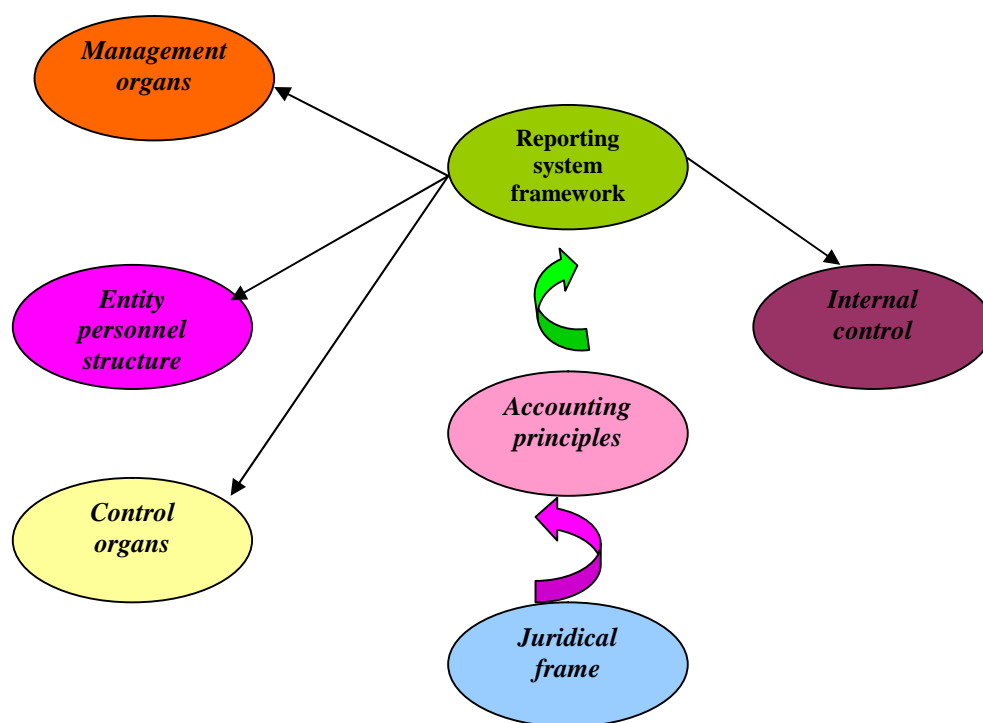 Management
organs
Reporting
system
framework
Entity
personnel
structure
Internal
control
Accounting
principles
Control
organs
Juridical
frame